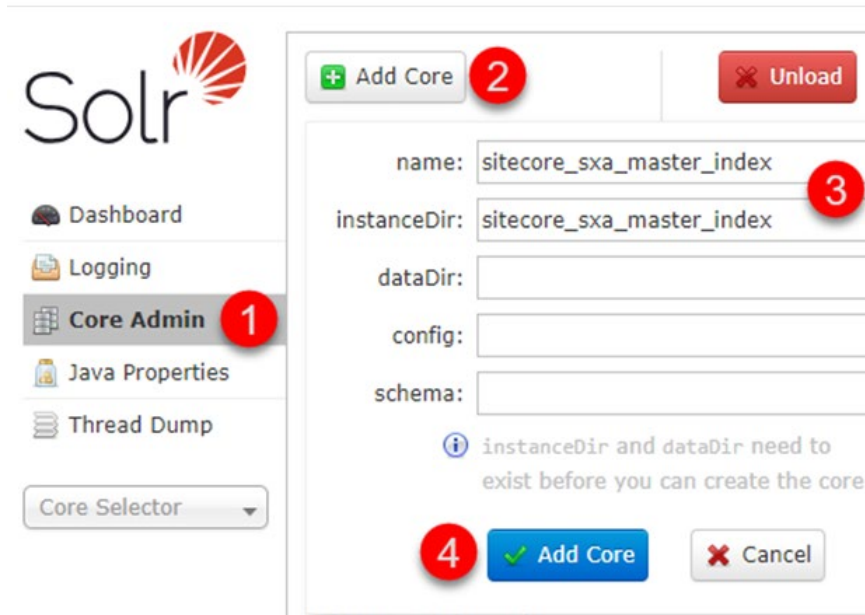 Solr
Dashboard
Logging
Core Admin 1
Java Properties
Thread Dump
Core Selector
Add Core 2
Unload
name: sitecore_sxa_master_index
3
instanceDir: sitecore_sxa_master_index
dataDir:
config:
schema:
instanceDir and dataDir need to
exist before you can create the core
4 Add Core
Cancel